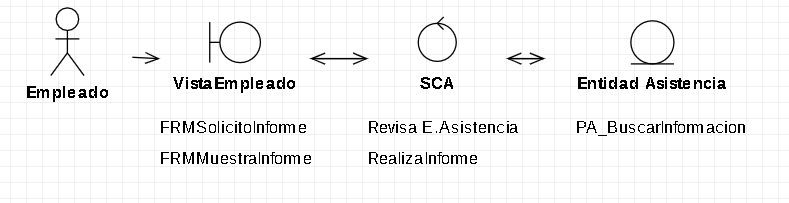 Empleado
VistaEmpleado
SCA
Entidad Asistencia
FRMSolicitoInforme
Revisa E.Asistencia
PA_BuscarInformacion
FRMMuestraInforme
RealizaInforme